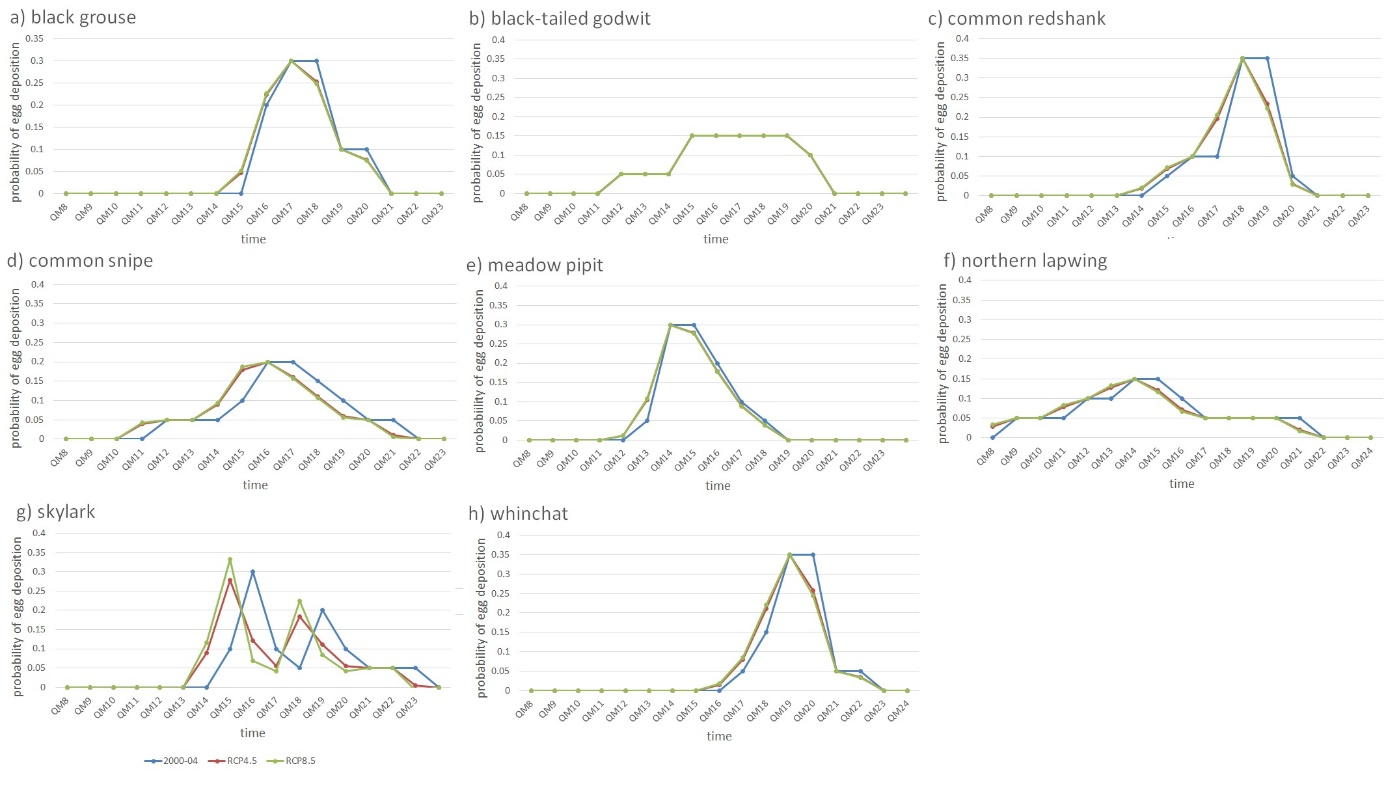 a) black grouse
probability of egg deposition
0.35
0.3
0.25
0.2
0.15
0.1
0.05
0
QM8 QM9 QM10 QM11 QM12 QM13 QM14 QM15 QM16 QM17 QM18 QM19 QM20 QM21 QM22 QM23
time
b) black-tailed godwit
probability of egg deposition
0.4
0.35
0.3
0.25
0.2
0.15
0.1
0.05
0
QM8 QM9 QM10 QM11 QM12 QM13 QM14 QM15 QM16 QM17 QM18 QM19 QM20 QM21 QM22 QM23
time
c) common redshank
probability of egg deposition
0.4
0.35
0.3
0.25
0.2
0.15
0.1
0.05
0
QM8 QM9 QM10 QM11 QM12 QM13 QM14 QM15 QM16 QM17 QM18 QM19 QM20 QM21 QM22 QM23
d) common snipe
probability of egg deposition
0.4
0.35
0.3
0.25
0.2
0.15
0.1
0.05
0
QM8 QM9 QM10 QM11 QM12 QM13 QM14 QM15 QM16 QM17 QM18 QM19 QM20 QM21 QM22 QM23
time
e) meadow pipit
probability of egg deposition
0.4
0.35
0.3
0.25
0.2
0.15
0.1
0.05
0
QM8 QM9 QM10 QM11 QM12 QM13 QM14 QM15 QM16 QM17 QM18 QM19 QM20 QM21 QM22 QM23
time
f) northern lapwing
probability of egg deposition
0.4
0.35
0.3
0.25
0.2
0.15
0.1
0.05
0
QM8 QM9 QM10 QM11 QM12 QM13 QM14 QM15 QM16 QM17 QM18 QM19 QM20 QM21 QM22 QM23 QM24
time
g) skylark
probability of egg deposition
0.4
0.35
0.3
0.25
0.2
0.15
0.1
0.05
0
QM8 QM9 QM10 QM11 QM12 QM13 QM14 QM15 QM16 QM17 QM18 QM19 QM20 QM21 QM22 QM23
time
2000-04 RCP4.5 RCP8.5
h) whinchat
probability of egg deposition
0.4
0.35
0.3
0.25
0.2
0.15
0.1
0.05
0
QM8 QM9 QM10 QM11 QM12 QM13 QM14 QM15 QM16 QM17 QM18 QM19 QM20 QM21 QM22 QM23 QM24
time